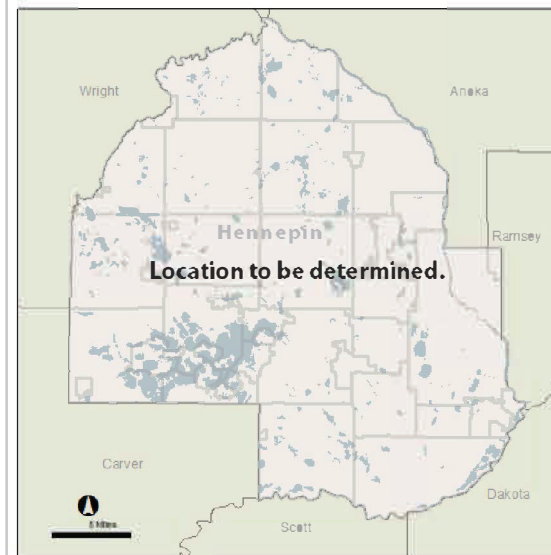 Wright
Anoka
Ramsey
Hennepin
Location to be determined.
Carver
Dakota
Scott